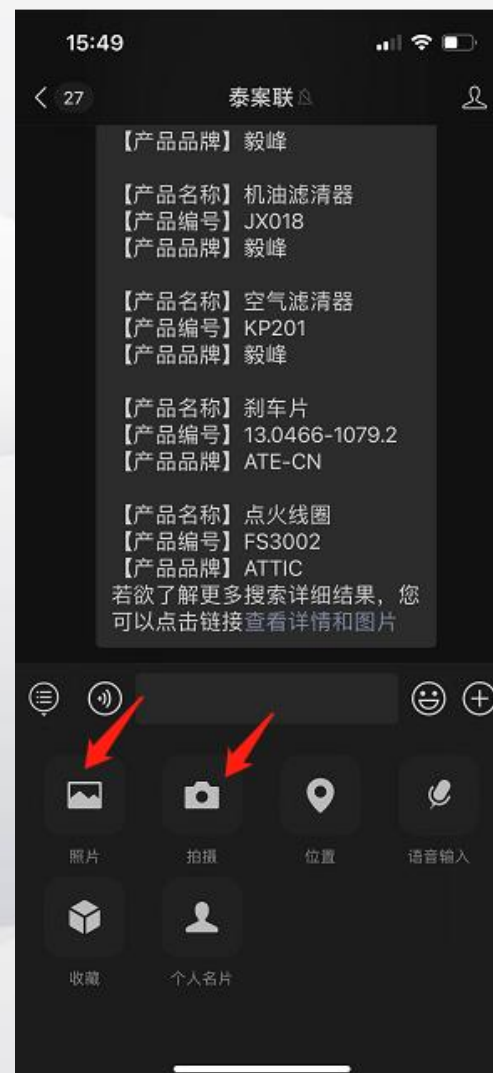 15:49
27
泰案联
【产品品牌】毅峰
【产品名称】机油滤清器
【产品编号】JX018
【产品品牌】毅峰
【产品名称】空气滤清器
【产品编号】KP201
【产品品牌】毅峰
【产品名称】刹车片
【产品编号】13.0466-1079.2
【产品品牌】ATE-CN
【产品名称】点火线圈
【产品编号】FS3002
【产品品牌】ATTIC
若欲了解更多搜索详细结果，您
可以点击链接查看详情和图片
照片
拍摄
位置
语音输入
收藏
个人名片